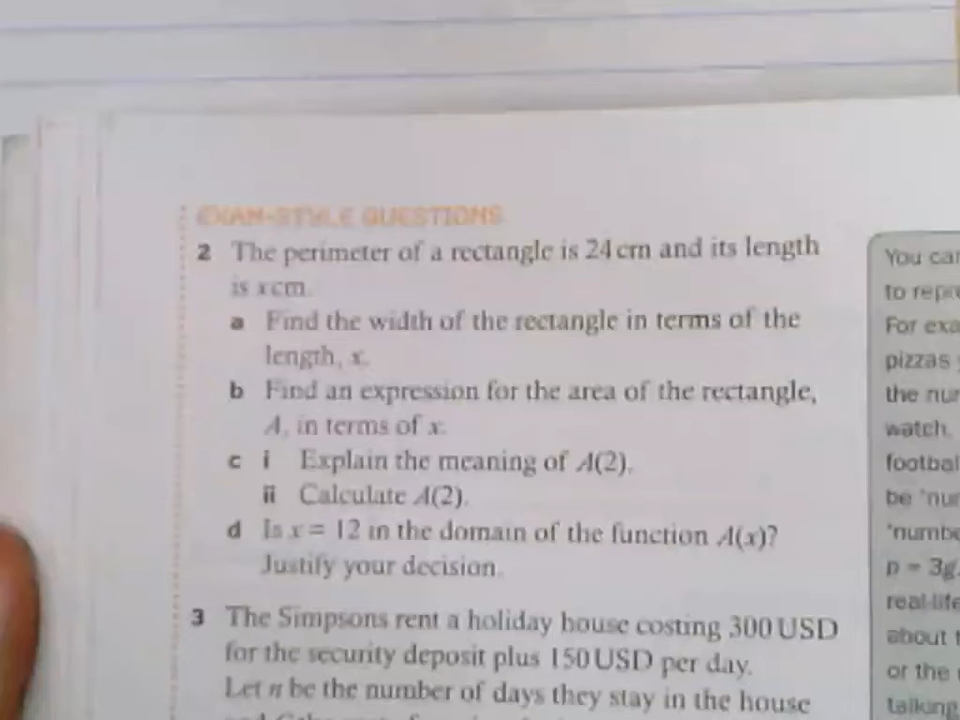 EXAM-STYLE QUESTIONS
2 The perimeter of a rectangle is 24 cm and its length
is x cm.
a Find the width of the rectangle in terms of the
length, x.
b Find an expression for the area of the rectangle,
A, in terms of x.
c i Explain the meaning of A(2).
ii Calculate A(2).
d Is x = 12 in the domain of the function A(x)?
Justify your decision.
3 The Simpsons rent a holiday house costing 300 USD
for the security deposit plus 150 USD per day.
Let n be the number of days they stay in the house
You can
to repre
For exa
pizzas
the nu
watch.
footbal
be 'nu
'numbe
p = 3g.
real-life
about t
or the
talking